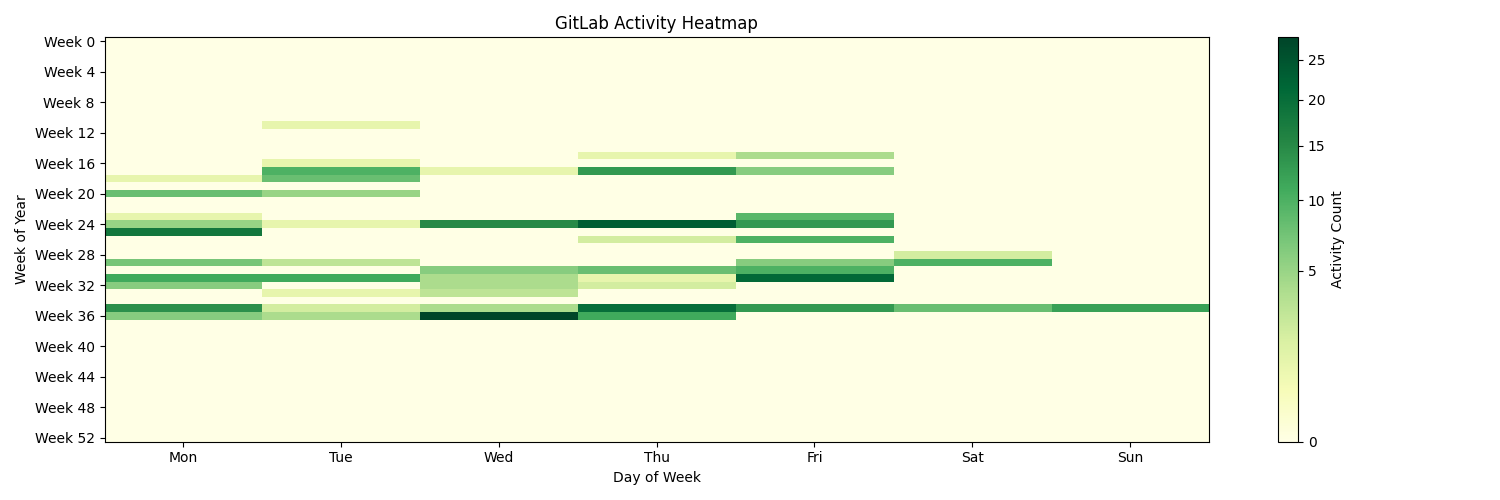 GitLab Activity Heatmap
Week of Year
Week 0
Week 4
Week 8
Week 12
Week 16
Week 20
Week 24
Week 28
Week 32
Week 36
Week 40
Week 44
Week 48
Week 52
Mon Tue Wed Thu Fri Sat Sun
Day of Week
25
20
15
10
5
0
Activity Count